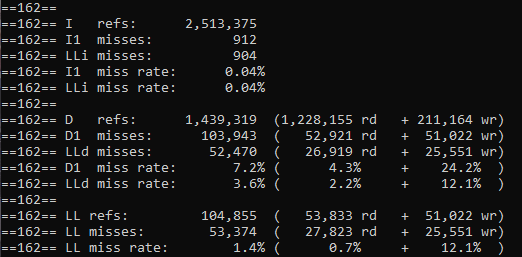 ==162==
==162== I   refs:      2,513,375
==162== I1  misses:          912
==162== LLi misses:          904
==162== I1  miss rate:      0.04%
==162== LLi miss rate:      0.04%
==162==
==162== D   refs:      1,439,319  (1,228,155 rd   + 211,164 wr)
==162== D1  misses:      103,943  (   52,921 rd   +  51,022 wr)
==162== LLd misses:       52,470  (   26,919 rd   +  25,551 wr)
==162== D1  miss rate:       7.2% (      4.3%     +    24.2%  )
==162== LLd miss rate:       3.6% (      2.2%     +    12.1%  )
==162==
==162== LL refs:         104,855  (   53,833 rd   +  51,022 wr)
==162== LL misses:        53,374  (   27,823 rd   +  25,551 wr)
==162== LL miss rate:        1.4% (      0.7%     +    12.1%  )